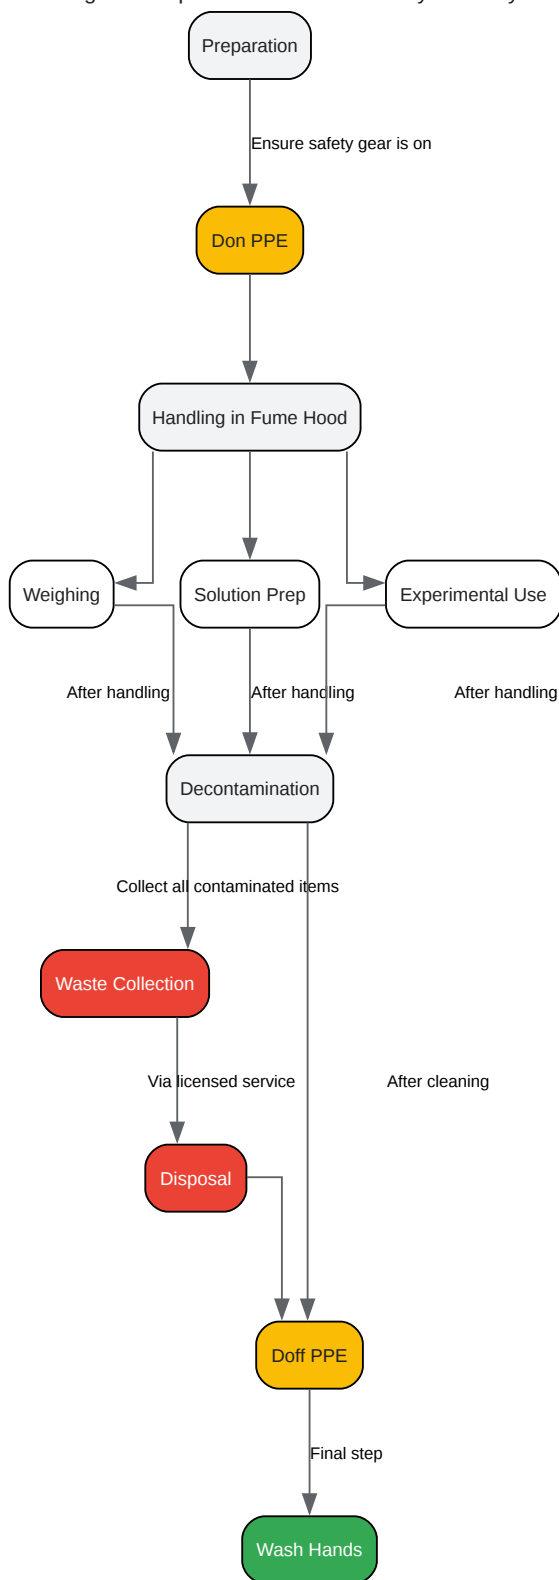 Preparation
Ensure safety gear is on
Don PPE
Handling in Fume Hood
Weighing
Solution Prep
Experimental Use
After handling
After handling
After handling
Decontamination
Collect all contaminated items
Waste Collection
Via licensed service
After cleaning
Disposal
Doff PPE
Final step
Wash Hands